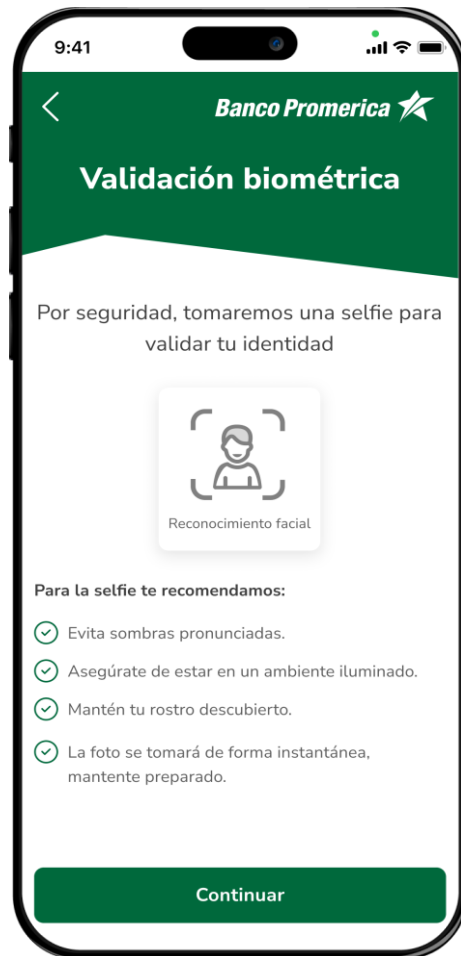 9:41
Banco Promerica
Validación biométrica
Por seguridad, tomaremos una selfie para
validar tu identidad
Reconocimiento facial
Para la selfie te recomendamos:
Evita sombras pronunciadas.
Asegúrate de estar en un ambiente iluminado.
Mantén tu rostro descubierto.
La foto se tomará de forma instantánea,
mantente preparado.
Continuar